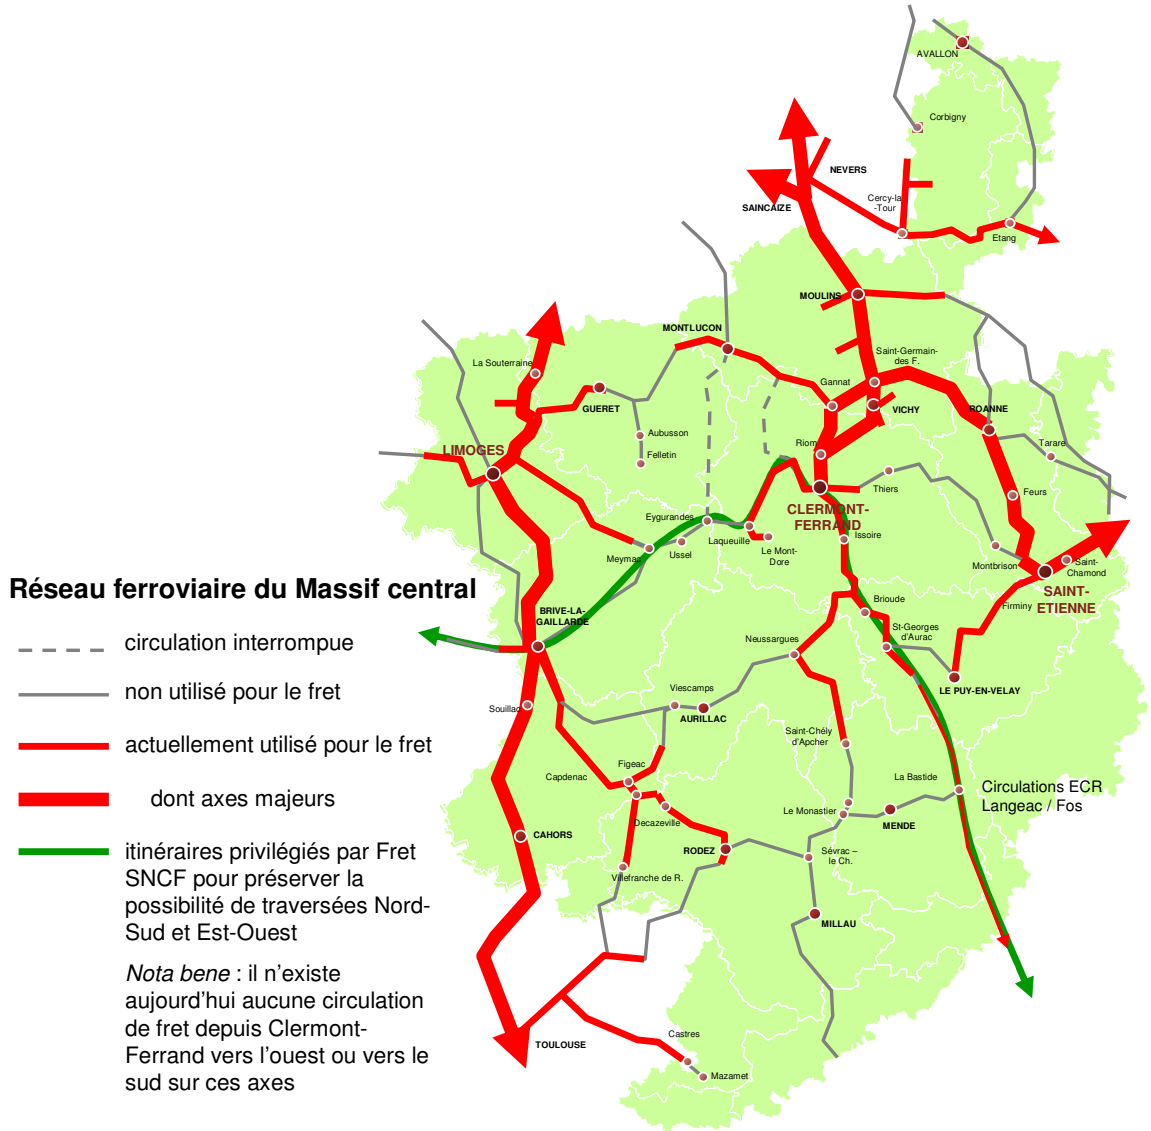 AVALLON
Corbigny
NEVERS
Cercy-la
-Tour
SAINCAIZE
Etang
MOULINS
MONTLUCON
Saint-Germain-
des F.
La Souterraine
Gannat
GUERET
VICHY
ROANNE
Aubusson
Riom
Tarare
LIMOGES
Felletin
Thiers
Feurs
CLERMONT-
FERRAND
Eygurandes
Laqueuille
Issoire
Meymac
Ussel
Le Mont-
Dore
Montbrison
Saint-
Chamond
Réseau ferroviaire du Massif central
SAINT-
ETIENNE
Firminy
Brioude
BRIVE-LA-
GAILLARDE
St-Georges
d'Aurac
circulation interrompue
Neussargues
non utilisé pour le fret
LE PUY-EN-VELAY
Viescamps
AURILLAC
Souillac
actuellement utilisé pour le fret
Saint-Chély
d'Apcher
Figeac
Capdenac
La Bastide
Circulations ECR
Langeac / Fos
dont axes majeurs
Le Monastier
MENDE
Decazeville
CAHORS
RODEZ
Sévrac –
le Ch.
itinéraires privilégiés par Fret
SNCF pour préserver la
possibilité de traversées Nord-
Sud et Est-Ouest
Villefranche de R.
MILLAU
Nota bene : il n'existe
aujourd'hui aucune circulation
de fret depuis Clermont-
Ferrand vers l'ouest ou vers le
sud sur ces axes
TOULOUSE
Castres
Mazamet